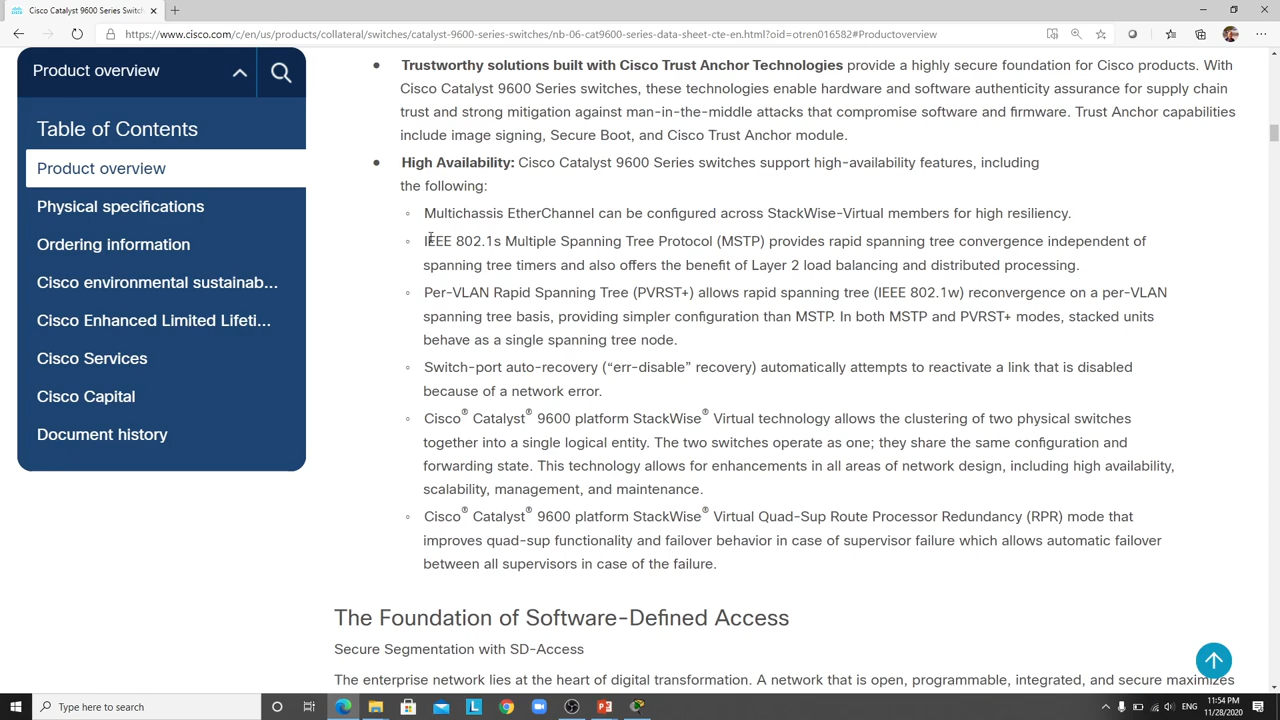 Cisco Catalyst 9600 Series Switch
https://www.cisco.com/c/en/us/products/collateral/switches/catalyst-9600-series-switches/nb-06-cat9600-series-data-sheet-cte-en.html?oid=otren016582#Productoverview
Product overview
Table of Contents
Product overview
Physical specifications
Ordering information
Cisco environmental sustainab...
Cisco Enhanced Limited Lifeti...
Cisco Services
Cisco Capital
Document history
• Trustworthy solutions built with Cisco Trust Anchor Technologies provide a highly secure foundation for Cisco products. With
Cisco Catalyst 9600 Series switches, these technologies enable hardware and software authenticity assurance for supply chain
trust and strong mitigation against man-in-the-middle attacks that compromise software and firmware. Trust Anchor capabilities
include image signing, Secure Boot, and Cisco Trust Anchor module.
• High Availability: Cisco Catalyst 9600 Series switches support high-availability features, including
the following:
◦ Multichassis EtherChannel can be configured across StackWise-Virtual members for high resiliency.
◦ IEEE 802.1s Multiple Spanning Tree Protocol (MSTP) provides rapid spanning tree convergence independent of
spanning tree timers and also offers the benefit of Layer 2 load balancing and distributed processing.
◦ Per-VLAN Rapid Spanning Tree (PVRST+) allows rapid spanning tree (IEEE 802.1w) reconvergence on a per-VLAN
spanning tree basis, providing simpler configuration than MSTP. In both MSTP and PVRST+ modes, stacked units
behave as a single spanning tree node.
◦ Switch-port auto-recovery (“err-disable” recovery) automatically attempts to reactivate a link that is disabled
because of a network error.
◦ Cisco® Catalyst® 9600 platform StackWise® Virtual technology allows the clustering of two physical switches
together into a single logical entity. The two switches operate as one; they share the same configuration and
forwarding state. This technology allows for enhancements in all areas of network design, including high availability,
scalability, management, and maintenance.
◦ Cisco® Catalyst® 9600 platform StackWise® Virtual Quad-Sup Route Processor Redundancy (RPR) mode that
improves quad-sup functionality and failover behavior in case of supervisor failure which allows automatic failover
between all supervisors in case of the failure.
The Foundation of Software-Defined Access
Secure Segmentation with SD-Access
The enterprise network lies at the heart of digital transformation. A network that is open, programmable, integrated, and secure maximizes
Type here to search
ENG
11:54 PM
11/28/2020